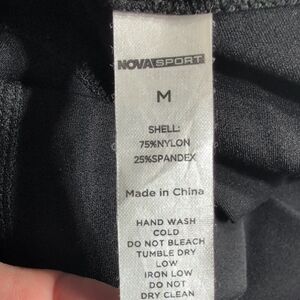 NOVASPORT
M
SHELL:
75%NYLON
25%SPANDEX
Made in China
HAND WASH
COLD
DO NOT BLEACH
TUMBLE DRY
LOW
IRON LOW
DO NOT
DRY CLEAN